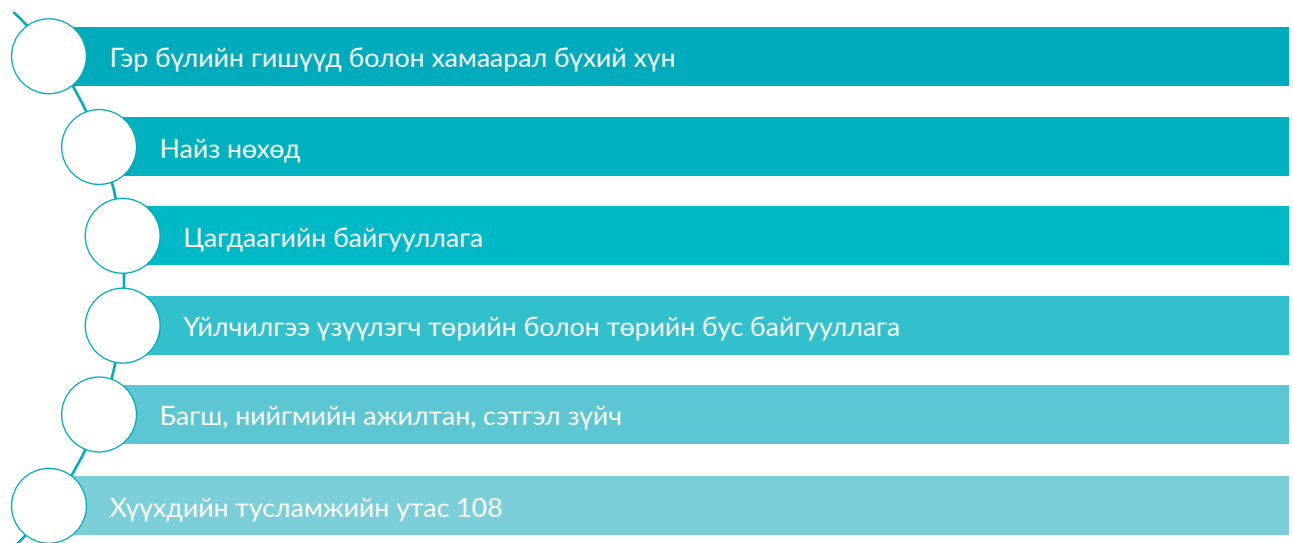 Гэр бүлийн гишүүд болон хамаарал бүхий хүн
Найз нөхөд
Цагдаагийн байгууллага
Үйлчилгээ үзүүлэгч төрийн болон төрийн бус байгууллага
Багш, нийгмийн ажилтан, сэтгэл зүйч
Хүүхдийн тусламжийн утас 108